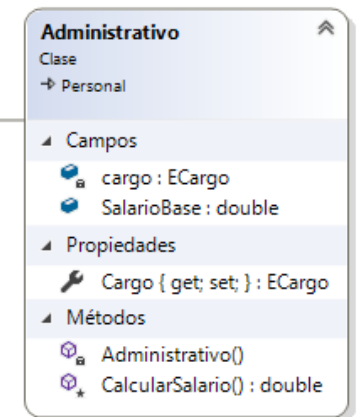 Administrativo
Clase
Personal
Campos
cargo : ECargo
SalarioBase : double
Propiedades
Cargo { get; set; } : ECargo
Métodos
Administrativo()
CalcularSalario() : double